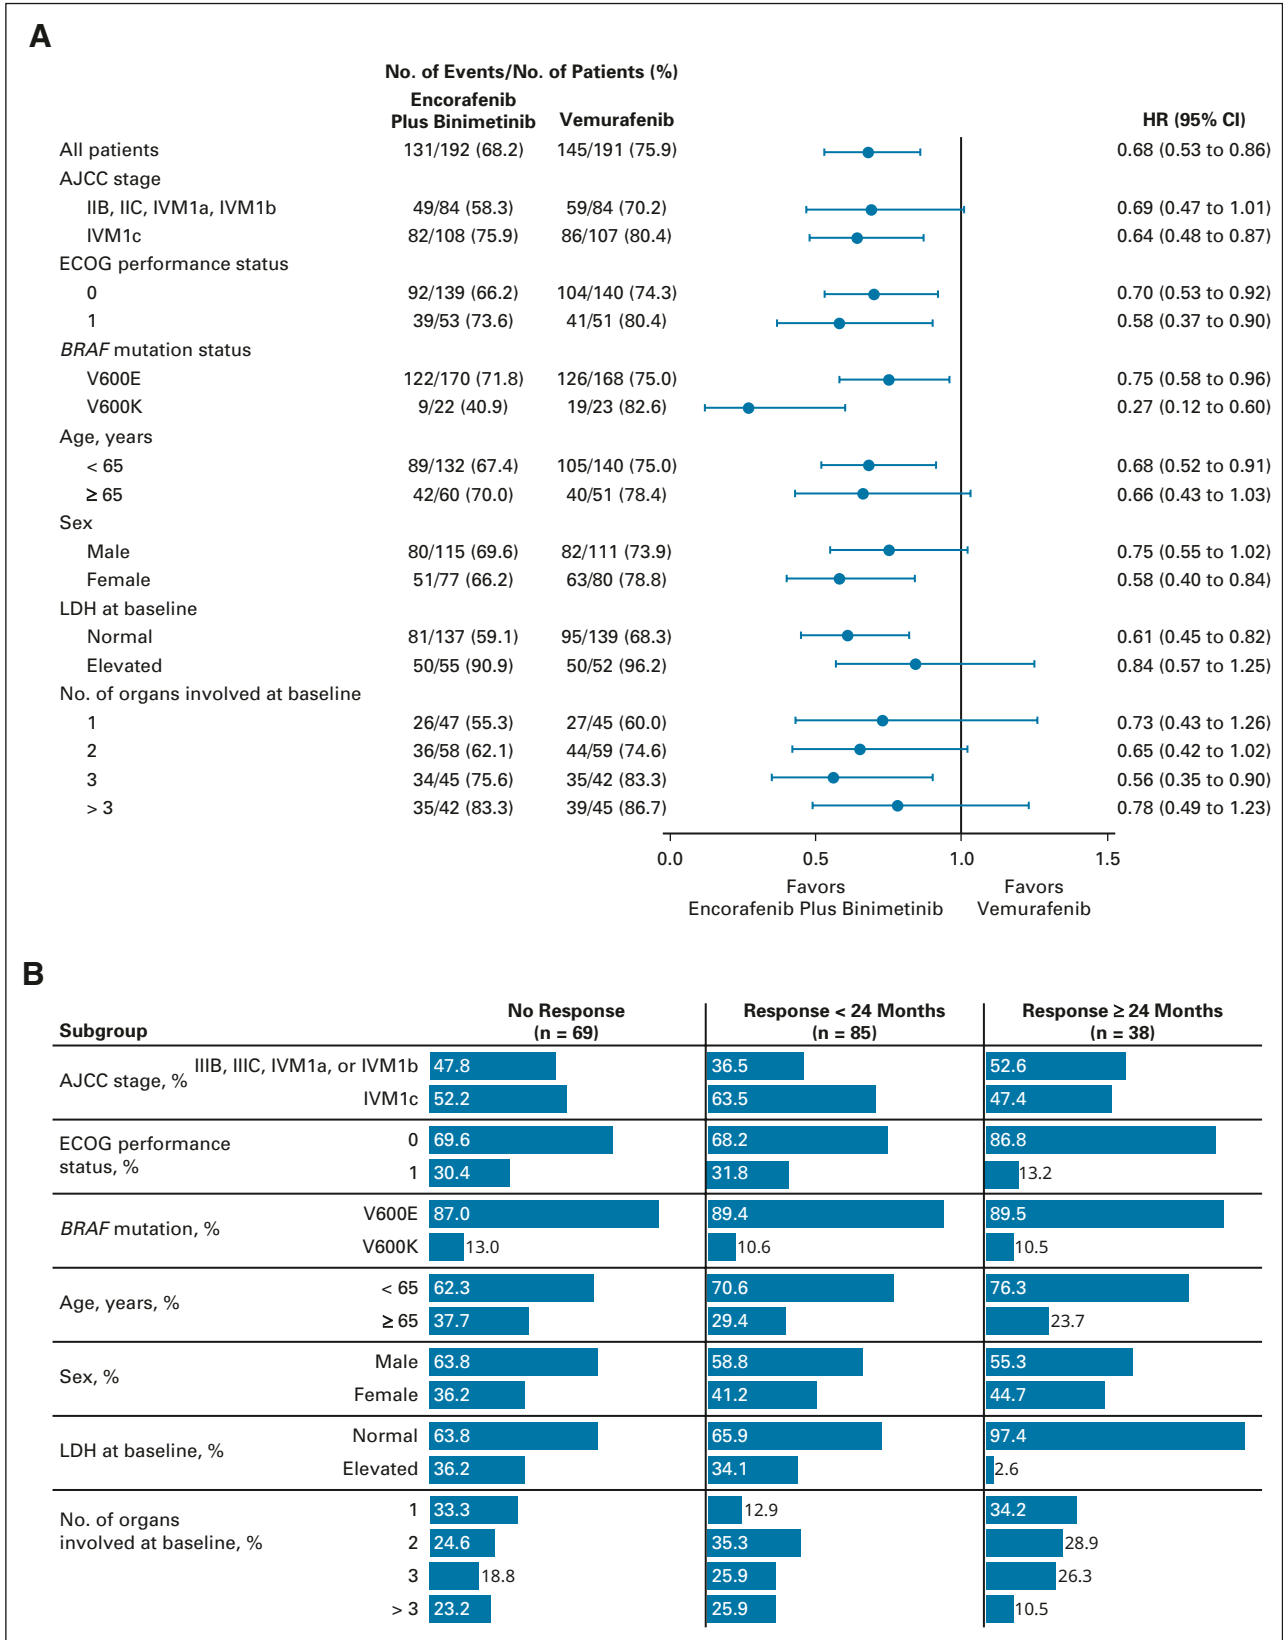 A
No. of Events/No. of Patients (%)
Encorafenib
Plus Binimetinib Vemurafenib HR (95% CI)
All patients 131/192 (68.2) 145/191 (75.9) 0.68 (0.53 to 0.86)
AJCC stage
IIB, IIC, IVM1a, IVM1b 49/84 (58.3) 59/84 (70.2) 0.69 (0.47 to 1.01)
IVM1c 82/108 (75.9) 86/107 (80.4) 0.64 (0.48 to 0.87)
ECOG performance status
0 92/139 (66.2) 104/140 (74.3) 0.70 (0.53 to 0.92)
1 39/53 (73.6) 41/51 (80.4) 0.58 (0.37 to 0.90)
BRAF mutation status
V600E 122/170 (71.8) 126/168 (75.0) 0.75 (0.58 to 0.96)
V600K 9/22 (40.9) 19/23 (82.6) 0.27 (0.12 to 0.60)
Age, years
< 65 89/132 (67.4) 105/140 (75.0) 0.68 (0.52 to 0.91)
≥ 65 42/60 (70.0) 40/51 (78.4) 0.66 (0.43 to 1.03)
Sex
Male 80/115 (69.6) 82/111 (73.9) 0.75 (0.55 to 1.02)
Female 51/77 (66.2) 63/80 (78.8) 0.58 (0.40 to 0.84)
LDH at baseline
Normal 81/137 (59.1) 95/139 (68.3) 0.61 (0.45 to 0.82)
Elevated 50/55 (90.9) 50/52 (96.2) 0.84 (0.57 to 1.25)
No. of organs involved at baseline
1 26/47 (55.3) 27/45 (60.0) 0.73 (0.43 to 1.26)
2 36/58 (62.1) 44/59 (74.6) 0.65 (0.42 to 1.02)
3 34/45 (75.6) 35/42 (83.3) 0.56 (0.35 to 0.90)
> 3 35/42 (83.3) 39/45 (86.7) 0.78 (0.49 to 1.23)
0.0 0.5 1.0 1.5
Favors Favors
Encorafenib Plus Binimetinib Vemurafenib
B
No Response Response < 24 Months Response ≥ 24 Months
Subgroup (n = 69) (n = 85) (n = 38)
AJCC stage, % IIIB, IIIC, IVM1a, or IVM1b 47.8 36.5 52.6
IVM1c 52.2 63.5 47.4
ECOG performance 0 69.6 68.2 86.8
status, % 1 30.4 31.8 13.2
BRAF mutation, % V600E 87.0 89.4 89.5
V600K 13.0 10.6 10.5
Age, years, % < 65 62.3 70.6 76.3
≥ 65 37.7 29.4 23.7
Sex, % Male 63.8 58.8 55.3
Female 36.2 41.2 44.7
LDH at baseline, % Normal 63.8 65.9 97.4
Elevated 36.2 34.1 2.6
No. of organs 1 33.3 12.9 34.2
involved at baseline, % 2 24.6 35.3 28.9
3 18.8 25.9 26.3
> 3 23.2 25.9 10.5